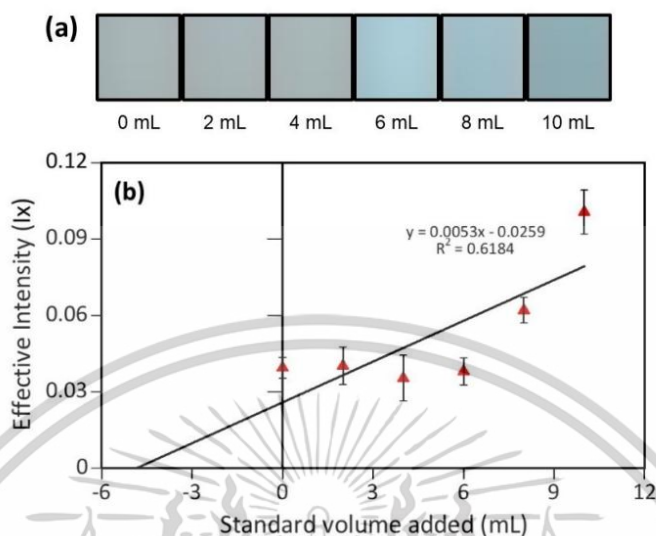 (a)
0 mL 2 mL 4 mL 6 mL 8 mL 10 mL
0.12
(b)
0.09
y = 0.0053x - 0.0259
R² = 0.6184
0.06
0.03
0
Effective Intensity (Ix)
-6 -3 0 3 6 9 12
Standard volume added (mL)